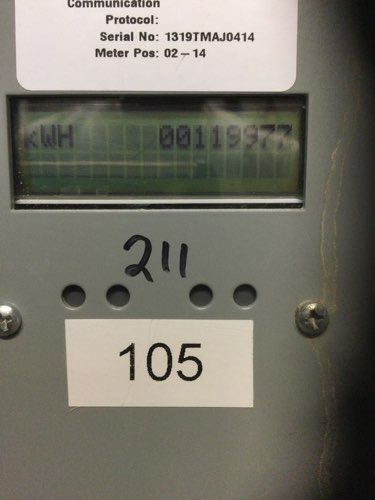 Communication
Protocol:
Serial No: 1319TMAJ0414
Meter Pos: 02 – 14
kWH 00119977
211
105